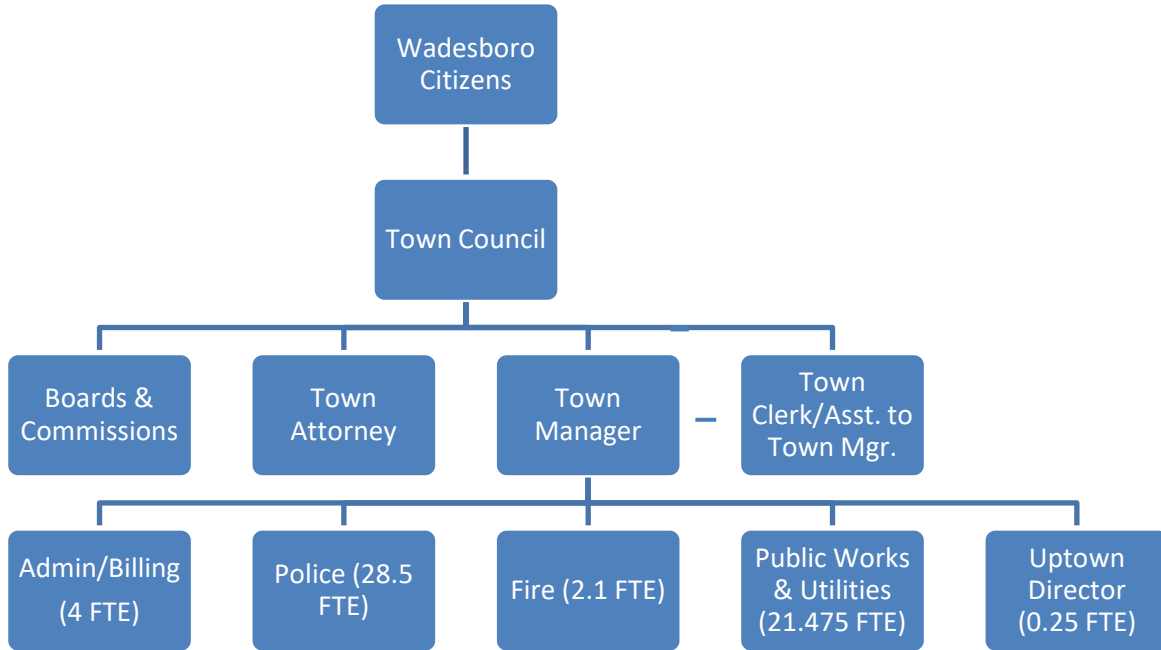 Wadesboro
Citizens
Town Council
Boards &
Commissions
Town
Attorney
Town
Manager
Town
Clerk/Asst. to
Town Mgr.
Admin/Billing
(4 FTE)
Police (28.5
FTE)
Fire (2.1 FTE)
Public Works
& Utilities
(21.475 FTE)
Uptown
Director
(0.25 FTE)